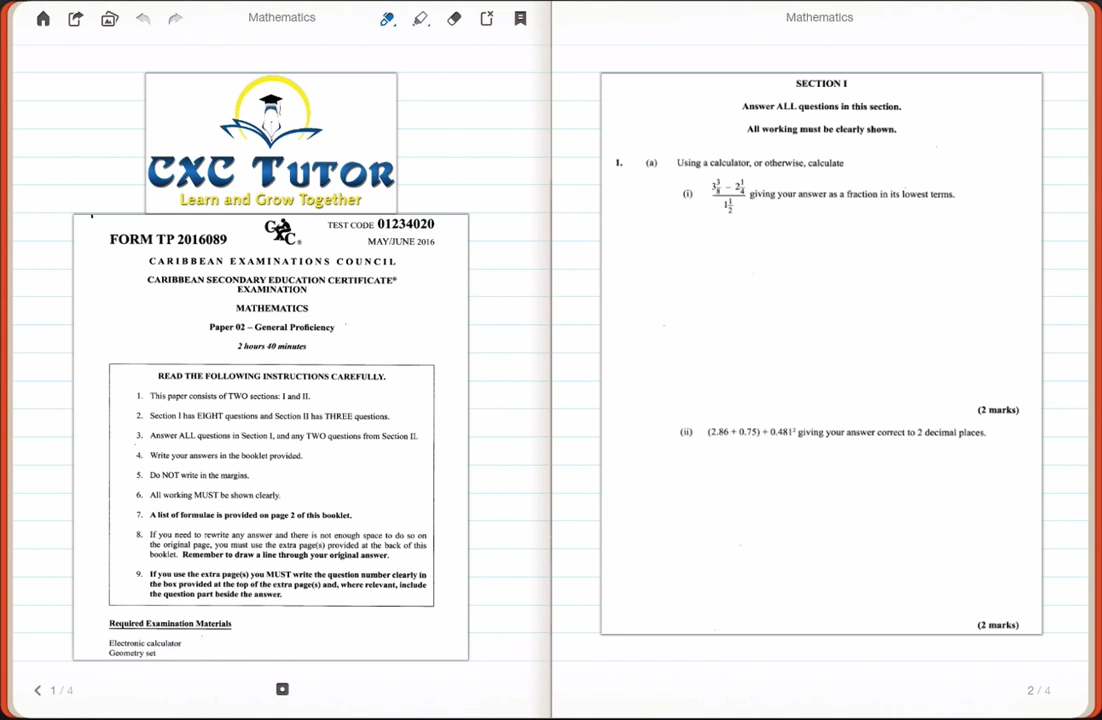 Mathematics
CXC TUTOR
Learn and Grow Together
TEST CODE 01234020
FORM TP 2016089
CXC®
MAY/JUNE 2016
CARIBBEAN EXAMINATIONS COUNCIL
CARIBBEAN SECONDARY EDUCATION CERTIFICATE®
EXAMINATION
MATHEMATICS
Paper 02 – General Proficiency
2 hours 40 minutes
READ THE FOLLOWING INSTRUCTIONS CAREFULLY.
1. This paper consists of TWO sections: I and II.
2. Section I has EIGHT questions and Section II has THREE questions.
3. Answer ALL questions in Section I, and any TWO questions from Section II.
4. Write your answers in the booklet provided.
5. Do NOT write in the margins.
6. All working MUST be shown clearly.
7. A list of formulae is provided on page 2 of this booklet.
8. If you need to rewrite any answer and there is not enough space to do so on
the original page, you must use the extra page(s) provided at the back of this
booklet. Remember to draw a line through your original answer.
9. If you use the extra page(s) you MUST write the question number clearly in
the box provided at the top of the extra page(s) and, where relevant, include
the question part beside the answer.
Required Examination Materials
Electronic calculator
Geometry set
1 / 4
Mathematics
SECTION I
Answer ALL questions in this section.
All working must be clearly shown.
1. (a) Using a calculator, or otherwise, calculate
(i) (3 3/8 – 2 1/4) / (1 1/2) giving your answer as a fraction in its lowest terms.
(2 marks)
(ii) (2.86 + 0.75) + 0.481² giving your answer correct to 2 decimal places.
(2 marks)
2 / 4